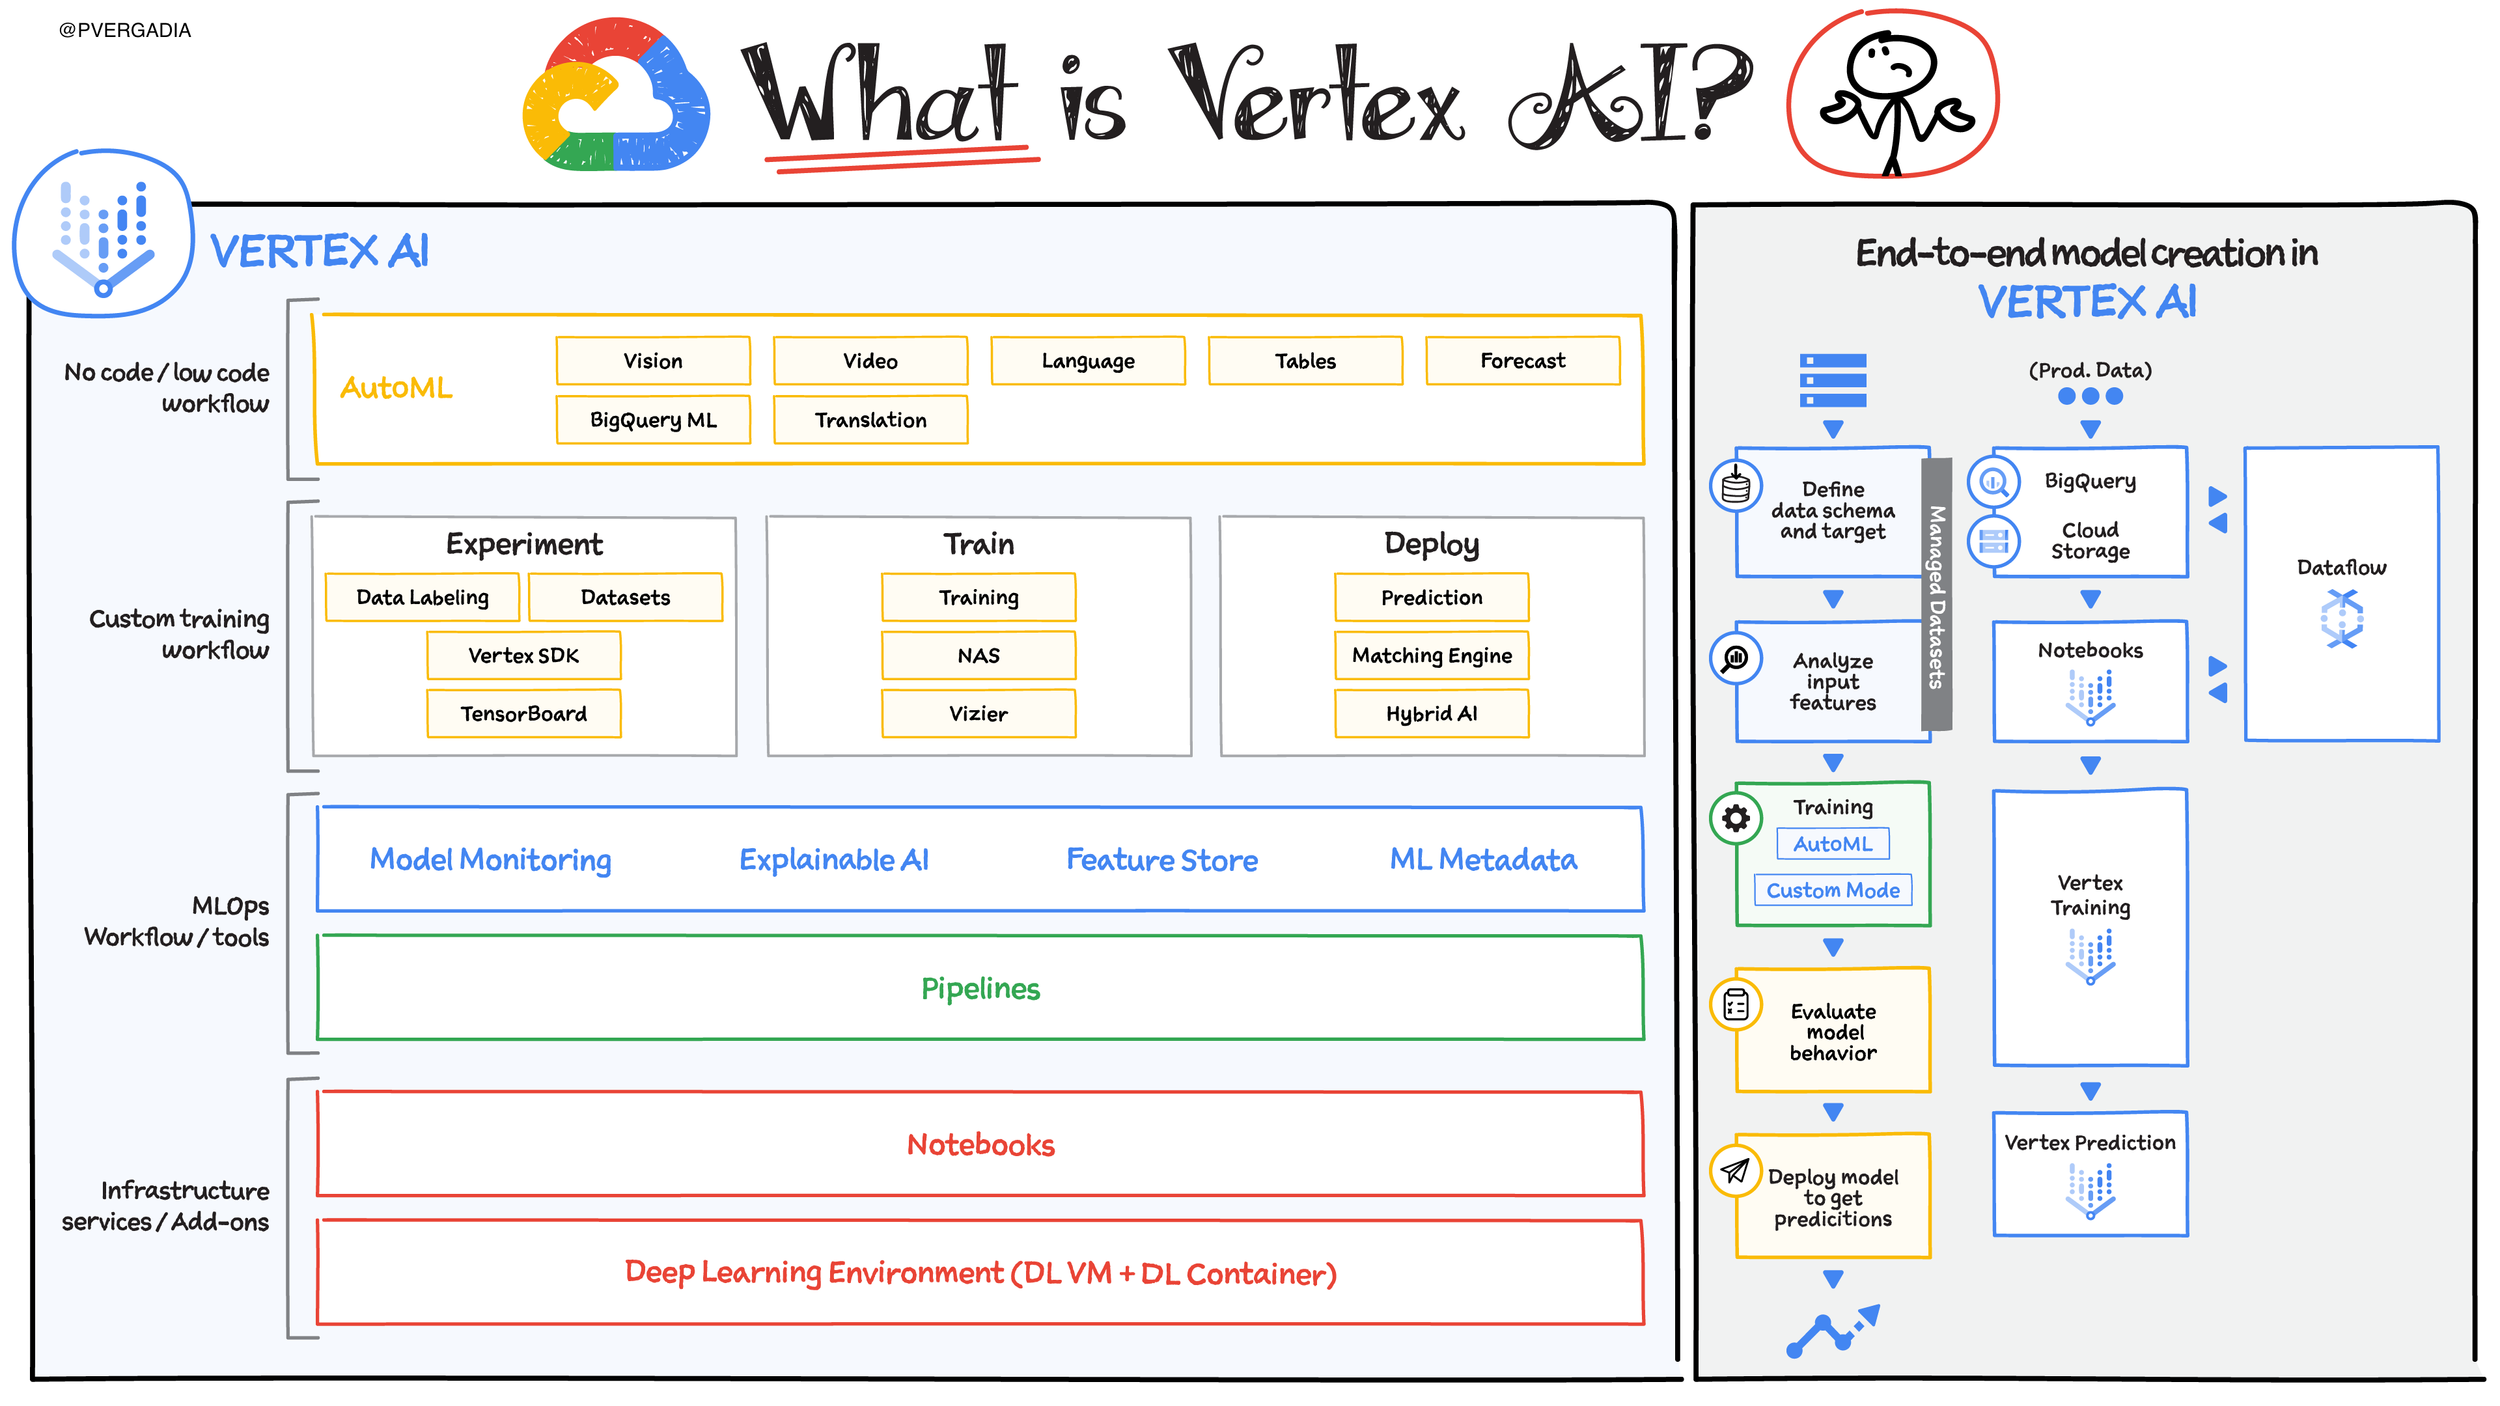 @PVERGADIA
What is Vertex AI?
VERTEX AI
No code / low code
workflow
AutoML
Vision
Video
Language
Tables
Forecast
BigQuery ML
Translation
Custom training
workflow
Experiment
Data Labeling
Datasets
Vertex SDK
TensorBoard
Train
Training
NAS
Vizier
Deploy
Prediction
Matching Engine
Hybrid AI
MLOps
Workflow / tools
Model Monitoring
Explainable AI
Feature Store
ML Metadata
Pipelines
Infrastructure
services / Add-ons
Notebooks
Deep Learning Environment (DL VM + DL Container)
End-to-end model creation in
VERTEX AI
Define
data schema
and target
Analyze
input
features
Managed Datasets
Training
AutoML
Custom Mode
Evaluate
model
behavior
Deploy model
to get
predicitions
(Prod. Data)
BigQuery
Cloud
Storage
Notebooks
Vertex
Training
Vertex Prediction
Dataflow